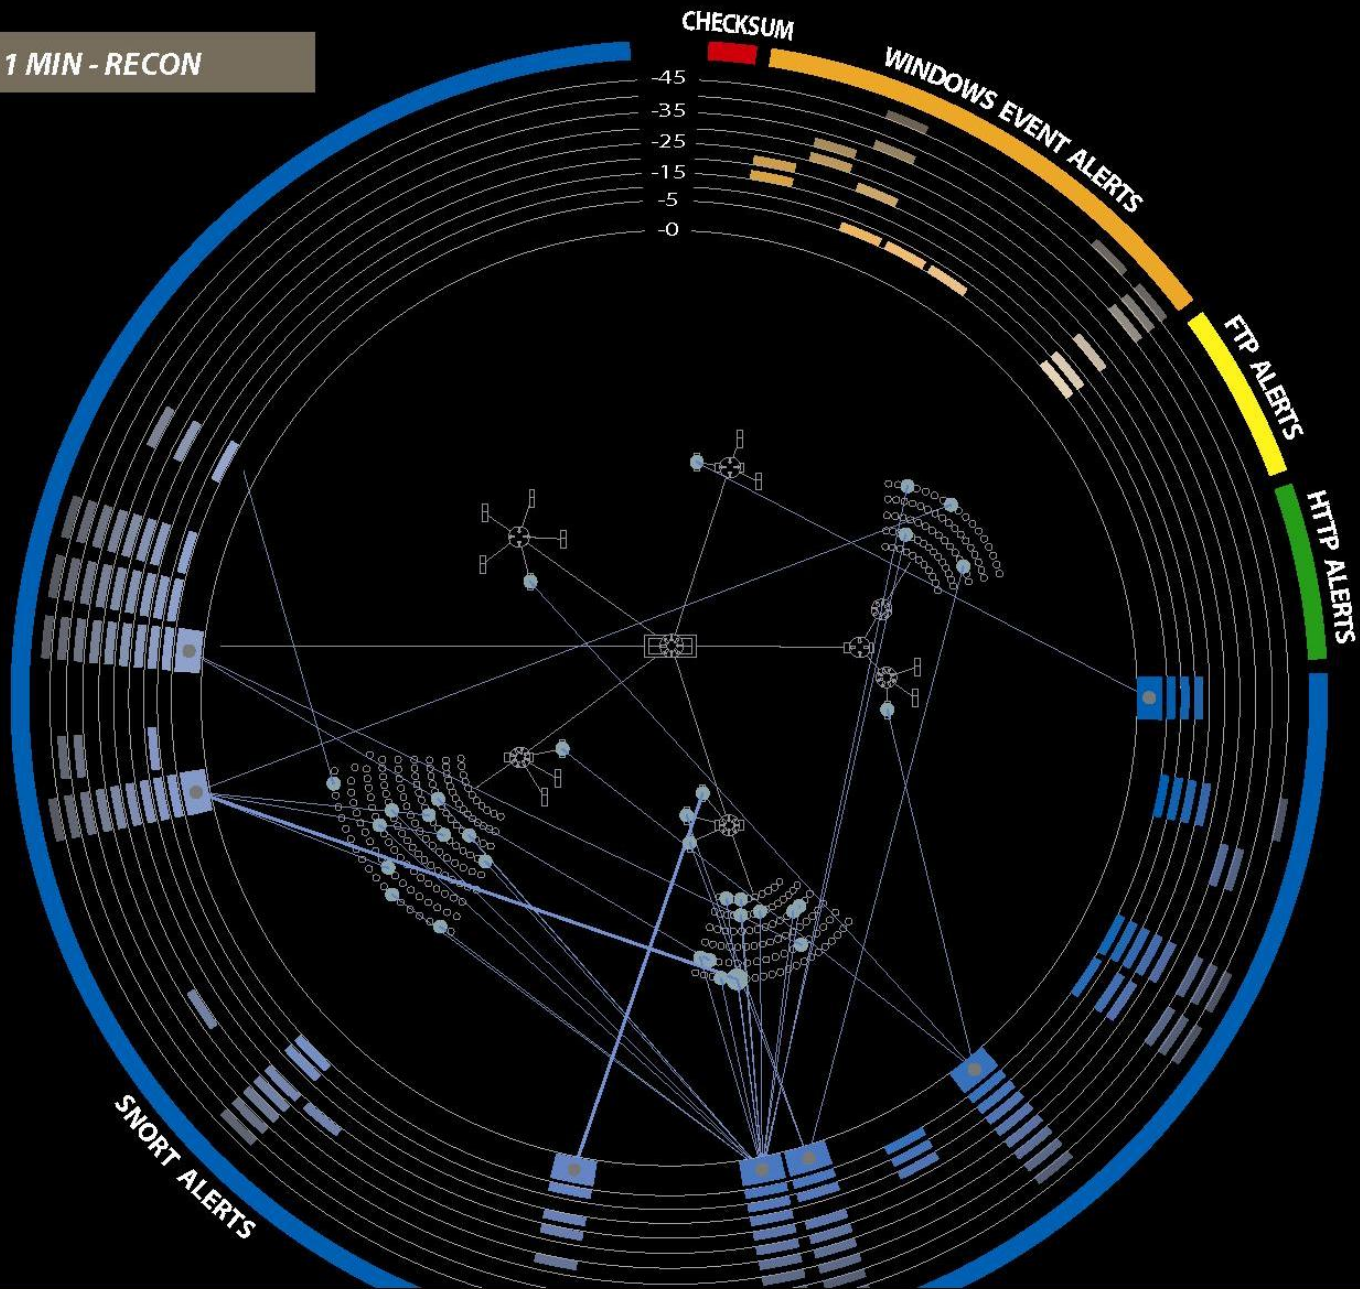 CHECKSUM
1 MIN - RECON
WINDOWS EVENT ALERTS
-45
-35
-25
-15
-5
-0
FTP ALERTS
HTTP ALERTS
SNORT ALERTS